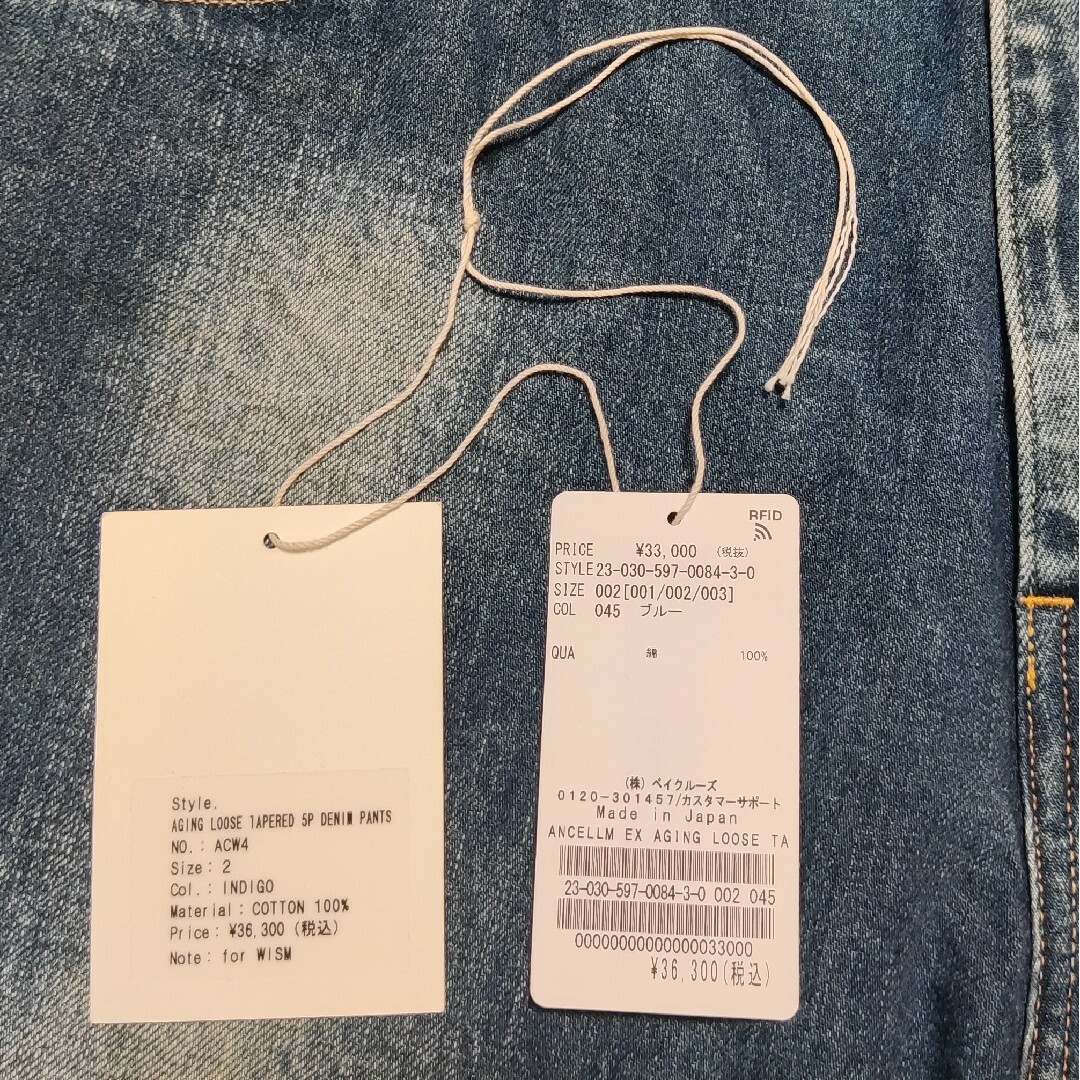 Style.
AGING LOOSE TAPERED 5P DENIM PANTS
NO.: ACW4
Size: 2
Col.: INDIGO
Material: COTTON 100%
Price: ¥36,300 (税込)
Note: for WISM
RFID
PRICE ¥33,000 (税抜)
STYLE 23-030-597-0084-3-0
SIZE 002[001/002/003]
COL 045 ブルー
QUA 綿 100%
(株) ベイクルーズ
0120-301457/カスタマーサポート
Made in Japan
ANCELLM EX AGING LOOSE TA
23-030-597-0084-3-0 002 045
00000000000000033000
¥36,300(税込)